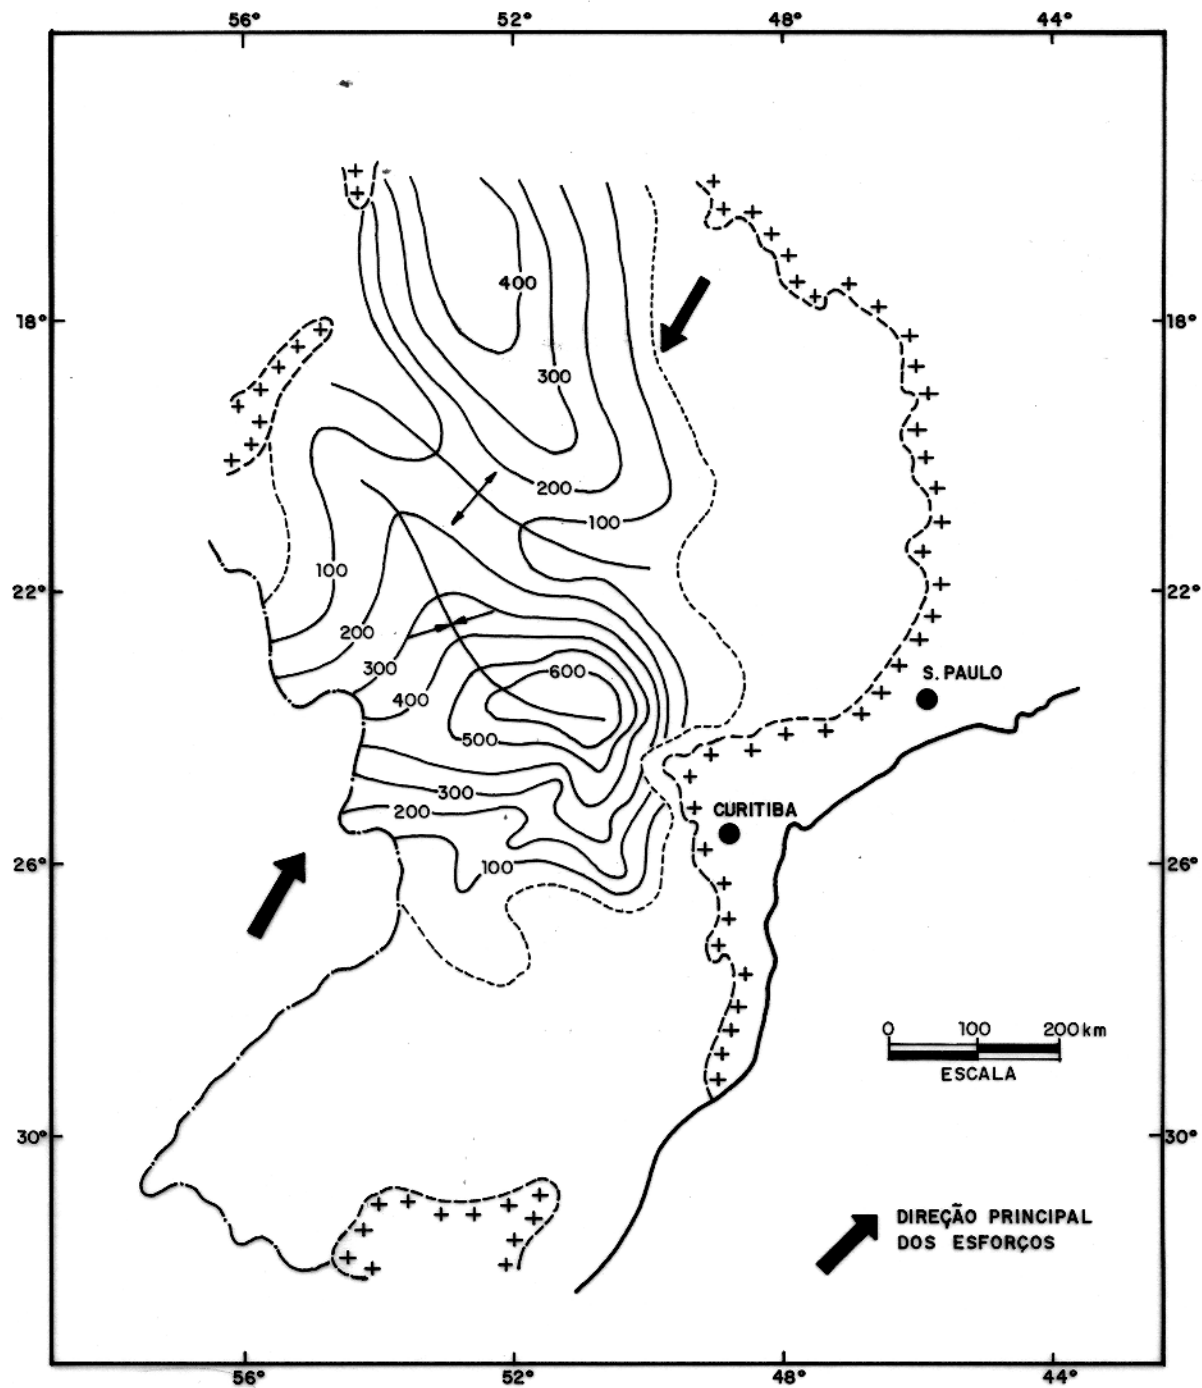 56° 52° 48° 44°
400
18° 18°
300
200
100
100
22° 22°
200
300 600
S. PAULO
400
500
300
200 CURITIBA
100
26° 26°
0 100 200 km
ESCALA
30° 30°
DIREÇÃO PRINCIPAL
DOS ESFORÇOS
56° 52° 48° 44°